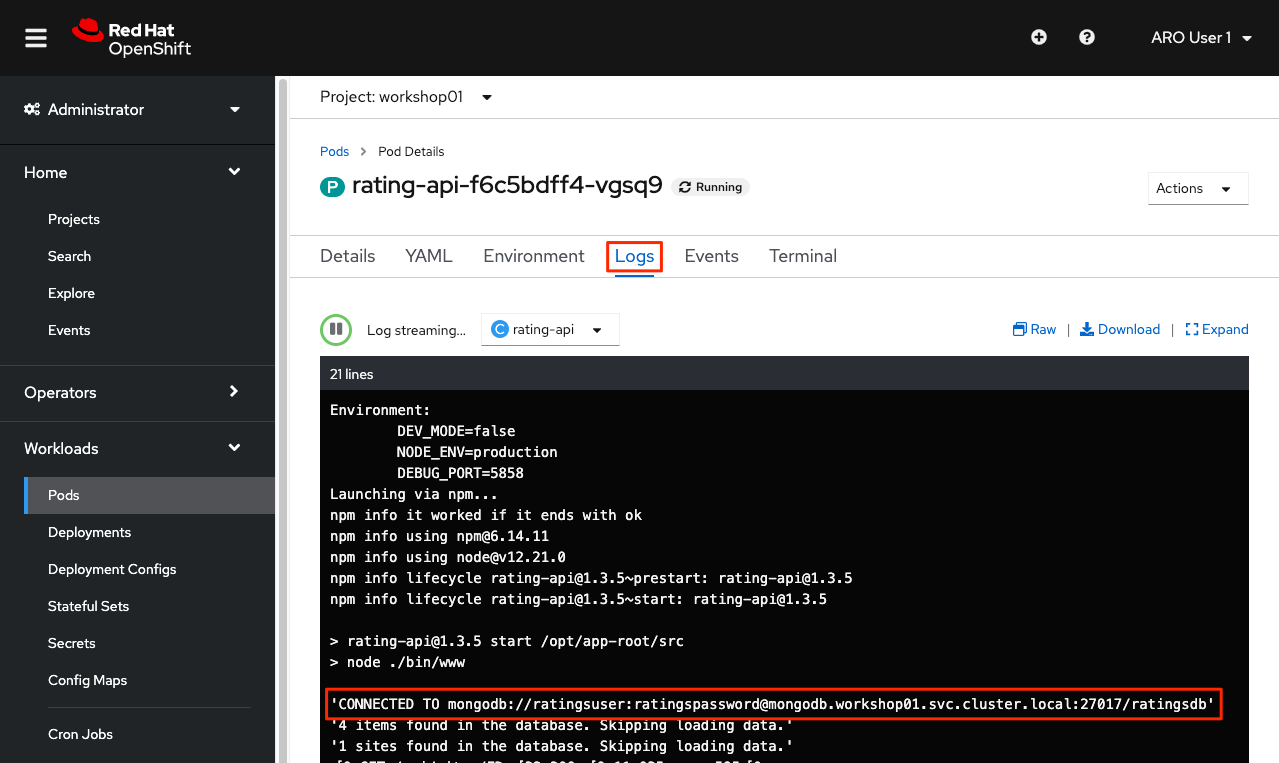 Red Hat
OpenShift
ARO User 1
Administrator
Home
Projects
Search
Explore
Events
Operators
Workloads
Pods
Deployments
Deployment Configs
Stateful Sets
Secrets
Config Maps
Cron Jobs
Project: workshop01
Pods > Pod Details
P rating-api-f6c5bdff4-vgsq9 Running
Actions
Details YAML Environment Logs Events Terminal
Log streaming... C rating-api Raw | Download | Expand
21 lines
Environment:
DEV_MODE=false
NODE_ENV=production
DEBUG_PORT=5858
Launching via npm...
npm info it worked if it ends with ok
npm info using npm@6.14.11
npm info using node@v12.21.0
npm info lifecycle rating-api@1.3.5~prestart: rating-api@1.3.5
npm info lifecycle rating-api@1.3.5~start: rating-api@1.3.5
> rating-api@1.3.5 start /opt/app-root/src
> node ./bin/www
'CONNECTED TO mongodb://ratingsuser:ratingspassword@mongodb.workshop01.svc.cluster.local:27017/ratingsdb'
'4 items found in the database. Skipping loading data.'
'1 sites found in the database. Skipping loading data.'